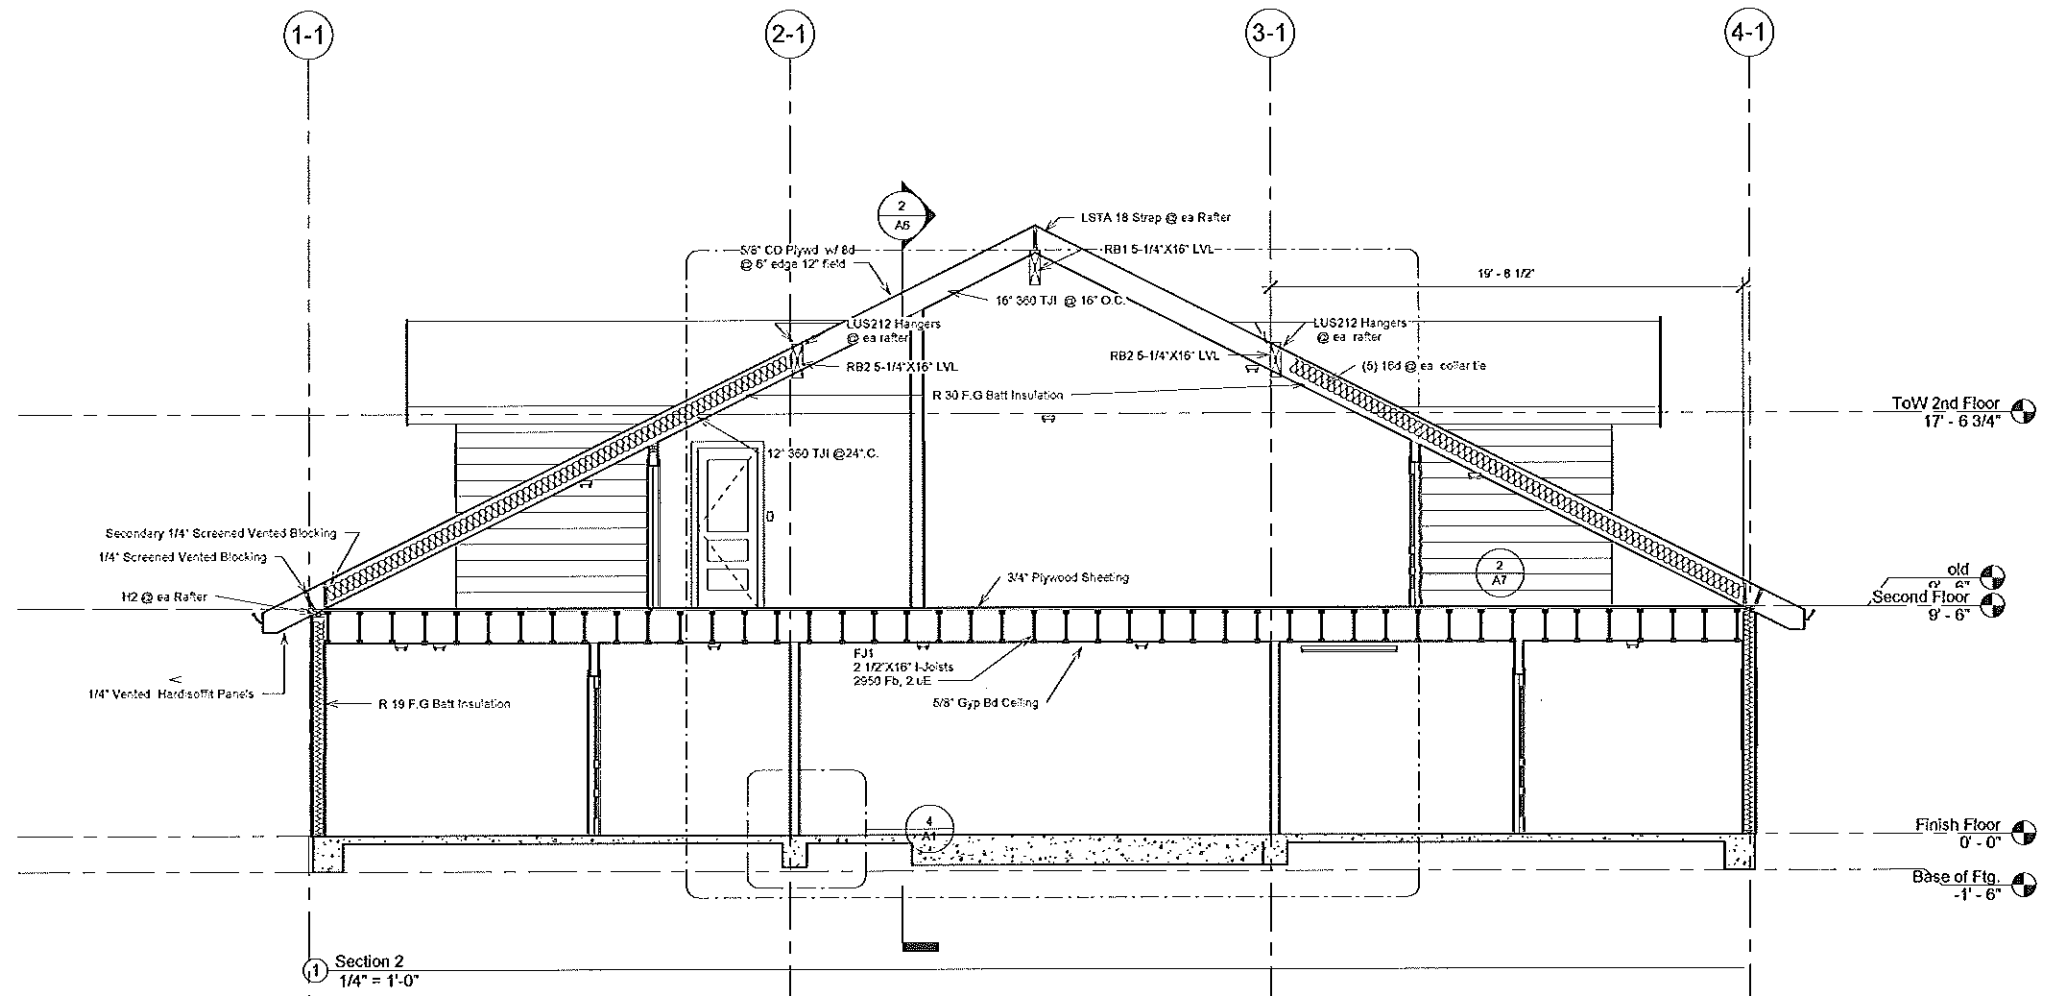 1-1
2-1
3-1
4-1
2
A6
LSTA 18 Strap @ ea Rafter
5/8" CD Plywd w/ 8d
@ 6" edge 12" field
RB1 5-1/4"X16" LVL
19' - 8 1/2"
16" 360 TJI @ 16" O.C.
LUS212 Hangers
@ ea rafter
LUS212 Hangers
@ ea rafter
RB2 5-1/4"X16" LVL
RB2 5-1/4"X16" LVL
(5) 16d @ ea collar tie
R 30 F.G Batt Insulation
ToW 2nd Floor
17' - 6 3/4"
12" 360 TJI @24".C.
Secondary 1/4" Screened Vented Blocking
1/4" Screened Vented Blocking
H2 @ ea Rafter
3/4" Plywood Sheeting
2
A7
old
9' - 6"
Second Floor
9' - 6"
FJ1
2 1/2"X16" I-Joists
2950 Fb, 2.0E
1/4" Vented Hardisoffit Panels
R 19 F.G Batt Insulation
5/8" Gyp Bd Ceiling
4
A1
Finish Floor
0' - 0"
Base of Ftg.
-1' - 6"
1
Section 2
1/4" = 1'-0"